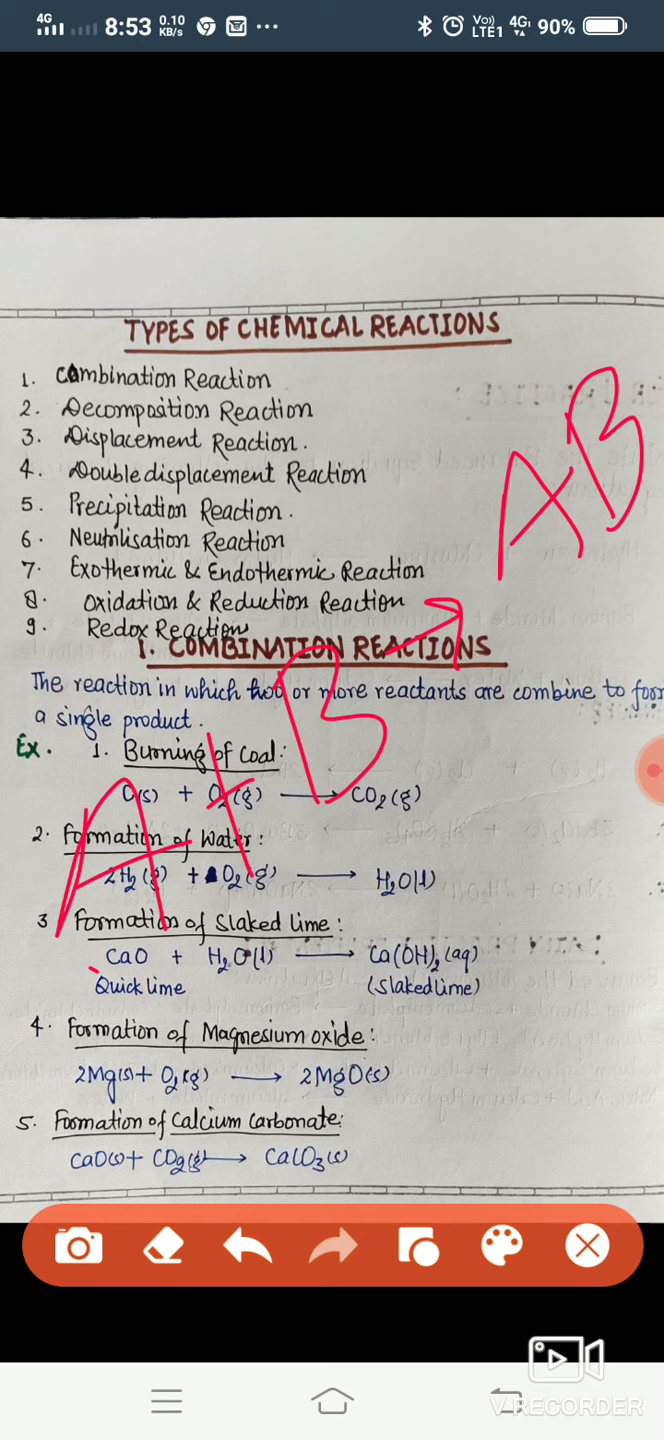 4G 8:53 0.10 KB/s ... Vo)) LTE1 4G 90%
TYPES OF CHEMICAL REACTIONS
1. Combination Reaction
2. Decomposition Reaction
3. Displacement Reaction.
4. Double displacement Reaction
5. Precipitation Reaction.
6. Neutrilisation Reaction
7. Exothermic & Endothermic Reaction
8. Oxidation & Reduction Reaction
9. Redox Reaction
1. COMBINATION REACTIONS
The reaction in which two or more reactants are combine to form
a single product.
Ex. 1. Burning of Coal:
C(s) + O₂(g) ⟶ CO₂(g)
2. Formation of Water:
2H₂(g) + O₂(g) ⟶ H₂O(l)
3 Formation of Slaked lime:
CaO + H₂O(l) ⟶ Ca(OH)₂(aq)
Quick lime (Slaked lime)
4. Formation of Magnesium oxide:
2Mg(s) + O₂(g) ⟶ 2MgO(s)
5. Formation of Calcium Carbonate:
CaO(s) + CO₂(g) ⟶ CaCO₃(s)
A + B → AB
V RECORDER